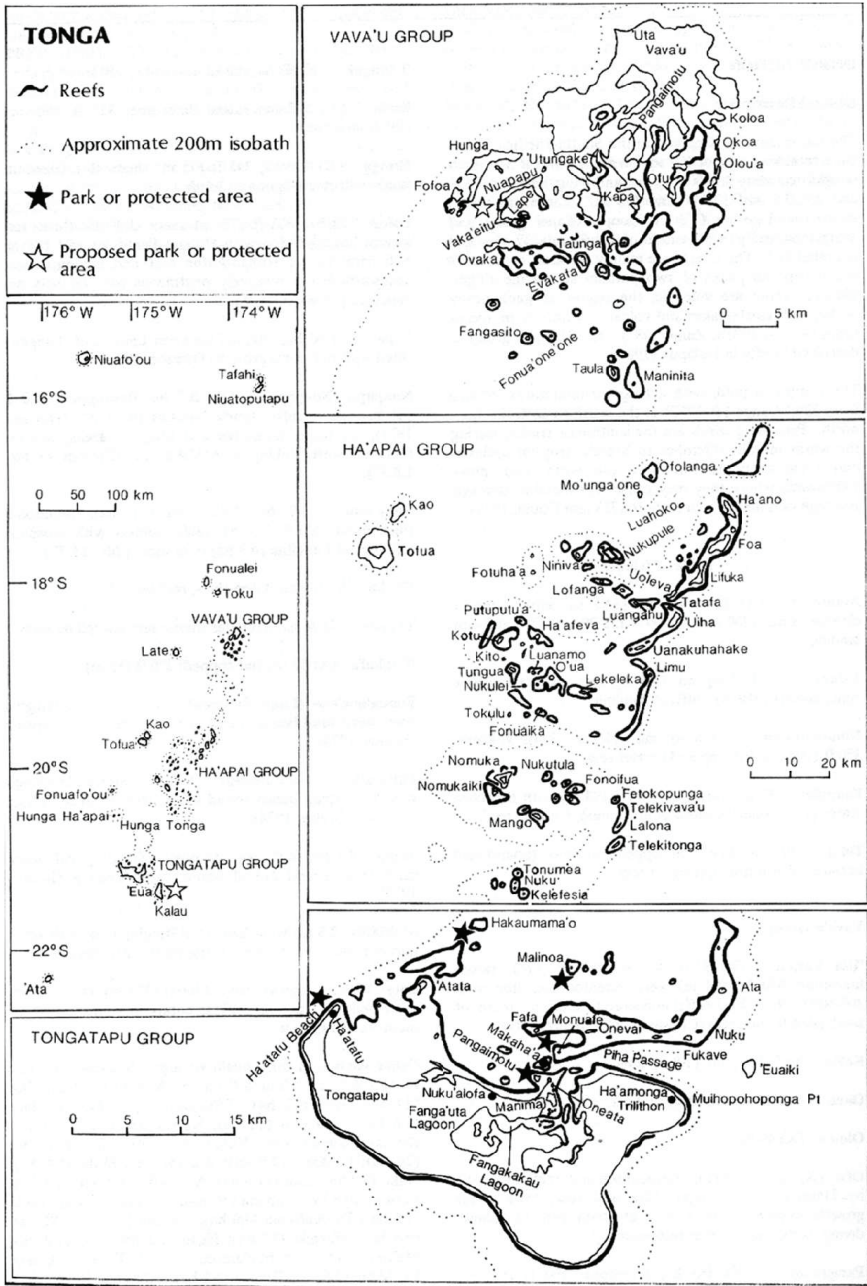 TONGA
Reefs
Approximate 200m isobath
Park or protected area
Proposed park or protected
area
176°W 175°W 174°W
Niuafo'ou
Tafahi
Niuatoputapu
16°S
0 50 100 km
Fonualei
18°S
Toku
VAVA'U GROUP
Late
Kao
Tofua
20°S
HA'APAI GROUP
Fonuafo'ou
Hunga Ha'apai
Hunga Tonga
TONGATAPU GROUP
'Eua
Kalau
22°S
'Ata
VAVA'U GROUP
Uta
Vava'u
Pangaimotu
Koloa
Hunga
'Utungake
Okoa
Olou'a
Nuapapu
Ofu
Fofoa
Lape
Kapa
Vaka'eitu
Taunga
Ovaka
'Evakafa
0 5 km
Fangasito
Fonua'one'one
Taula
Maninita
HA'APAI GROUP
Ofolanga
Mo'unga'one
Ha'ano
Kao
Luahoko
Tofua
Nukupule
Foa
Niniva
Fotuha'a
Uoleva
Lifuka
Lofanga
Tatafa
Putuputu'a
Luangahu
'Uiha
Ha'afeva
Kotu
Uanakuhahake
Kito
Luanamo
Limu
Tungua
O'ua
Lekeleka
Nukulei
Tokulu
Fonuaika
0 10 20 km
Nomuka
Nukutula
Fonoifua
Nomukaiki
Fetokopunga
Telekivava'u
Mango
Lalona
Telekitonga
Tonumea
Nuku
Kelefesia
Hakaumama'o
Malinoa
'Atata
'Ata
Ha'atafu Beach
Ha'atafu
Fafa
Monuafe
Onevai
Makaha'a
Nuku
Pangaimotu
Fukave
Piha Passage
'Euaiki
Tongatapu
Nuku'alofa
Manima
Oneata
Ha'amonga
Trilithon
Muihopohoponga Pt
Fanga'uta
Lagoon
Fangakakau
Lagoon
TONGATAPU GROUP
0 5 10 15 km